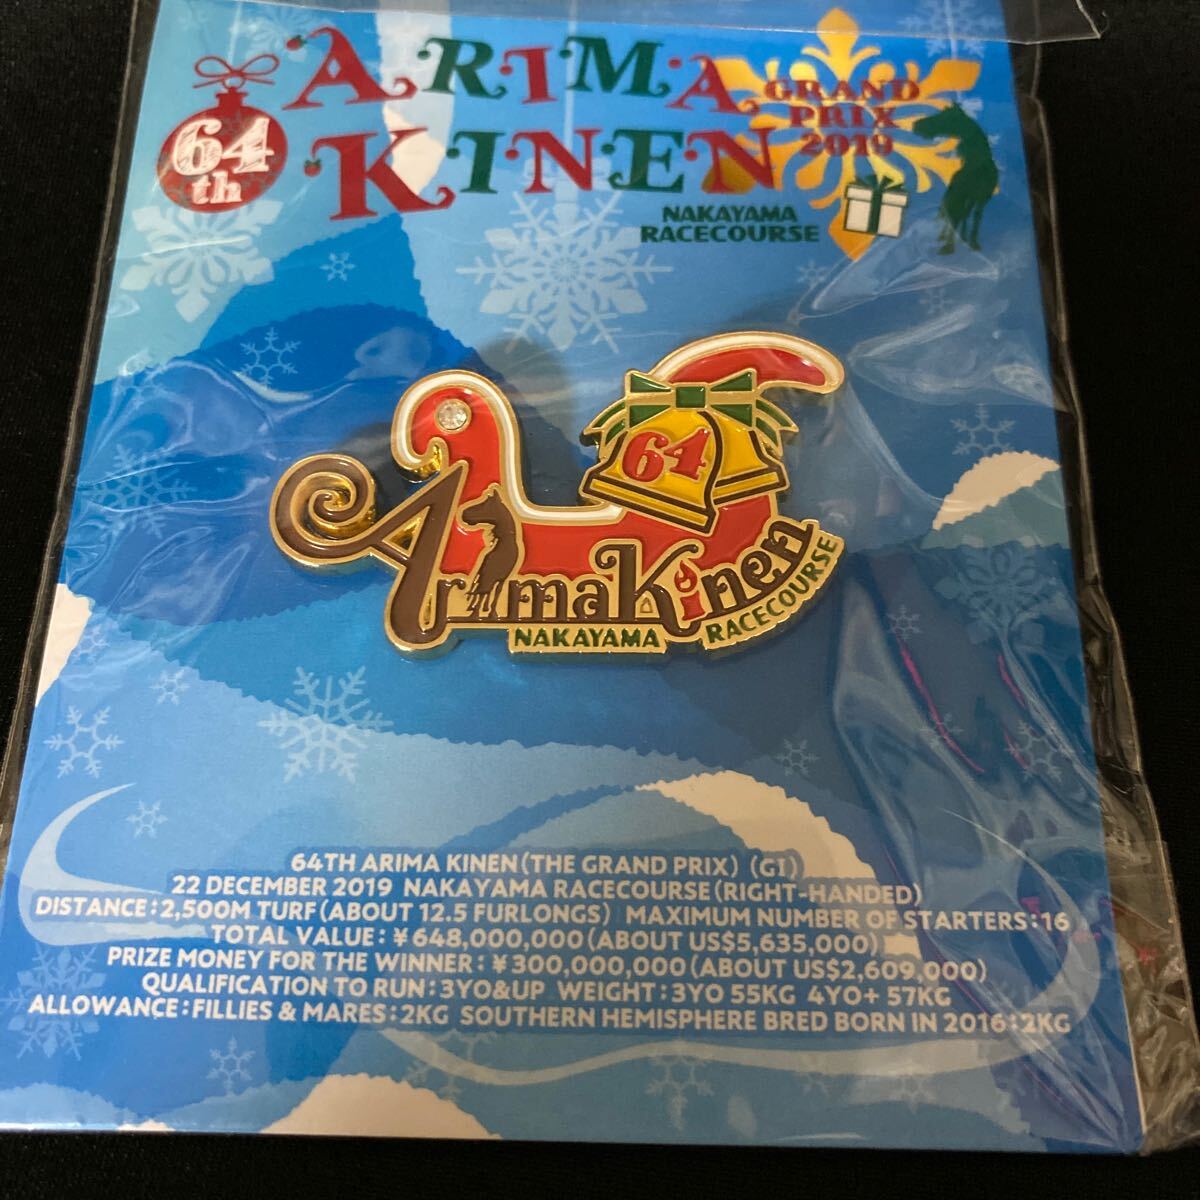 64th
ARIMA
KINEN
GRAND
PRIX
2019
NAKAYAMA
RACECOURSE
64
ArimaKinen
NAKAYAMA RACECOURSE
64TH ARIMA KINEN(THE GRAND PRIX) (GI)
22 DECEMBER 2019 NAKAYAMA RACECOURSE(RIGHT-HANDED)
DISTANCE:2,500M TURF(ABOUT 12.5 FURLONGS) MAXIMUM NUMBER OF STARTERS:16
TOTAL VALUE:¥648,000,000(ABOUT US$5,635,000)
PRIZE MONEY FOR THE WINNER:¥300,000,000(ABOUT US$2,609,000)
QUALIFICATION TO RUN:3YO&UP WEIGHT:3YO 55KG 4YO+ 57KG
ALLOWANCE:FILLIES & MARES:2KG SOUTHERN HEMISPHERE BRED BORN IN 2016:2KG